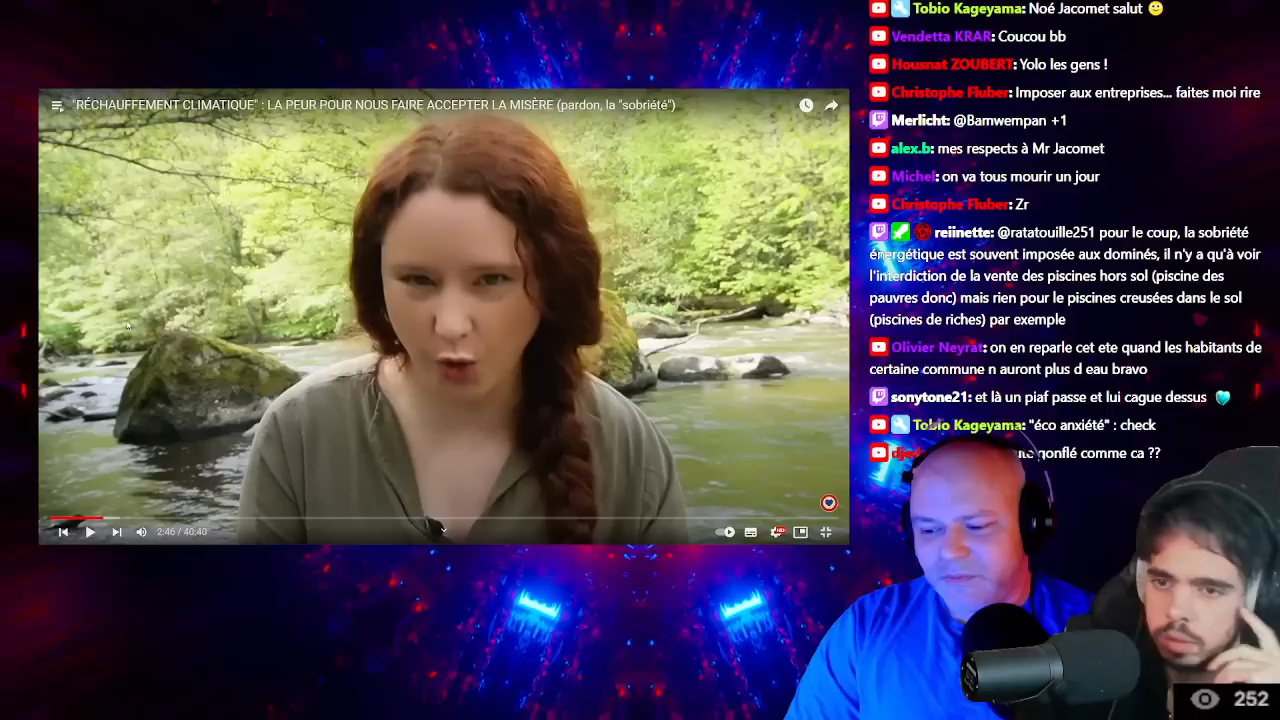 "RÉCHAUFFEMENT CLIMATIQUE" : LA PEUR POUR NOUS FAIRE ACCEPTER LA MISÈRE (pardon, la "sobriété")
2:46 / 40:40
HD
Tobio Kageyama: Noé Jacomet salut
Vendetta KRAR: Coucou bb
Housnat ZOUBERT: Yolo les gens !
Christophe Fluber: Imposer aux entreprises... faites moi rire
Merlicht: @Bamwempan +1
alex.b: mes respects à Mr Jacomet
Michel: on va tous mourir un jour
Christophe Fluber: Zr
reiinette: @ratatouille251 pour le coup, la sobriété
énergétique est souvent imposée aux dominés, il n'y a qu'à voir
l'interdiction de la vente des piscines hors sol (piscine des
pauvres donc) mais rien pour le piscines creusées dans le sol
(piscines de riches) par exemple
Olivier Neyrat: on en reparle cet ete quand les habitants de
certaine commune n auront plus d eau bravo
sonytone21: et là un piaf passe et lui cague dessus
Tobio Kageyama: "éco anxiété" : check
gonflé comme ca ??
252